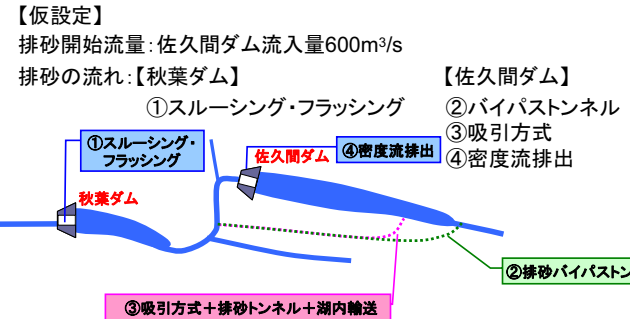 【仮設定】
排砂開始流量:佐久間ダム流入量600m³/s
排砂の流れ:【秋葉ダム】 【佐久間ダム】
①スルーシング・フラッシング ②バイパストンネル
③吸引方式
④密度流排出
①スルーシング・
フラッシング
佐久間ダム
④密度流排出
秋葉ダム
②排砂バイパストン
③吸引方式+排砂トンネル+湖内輸送